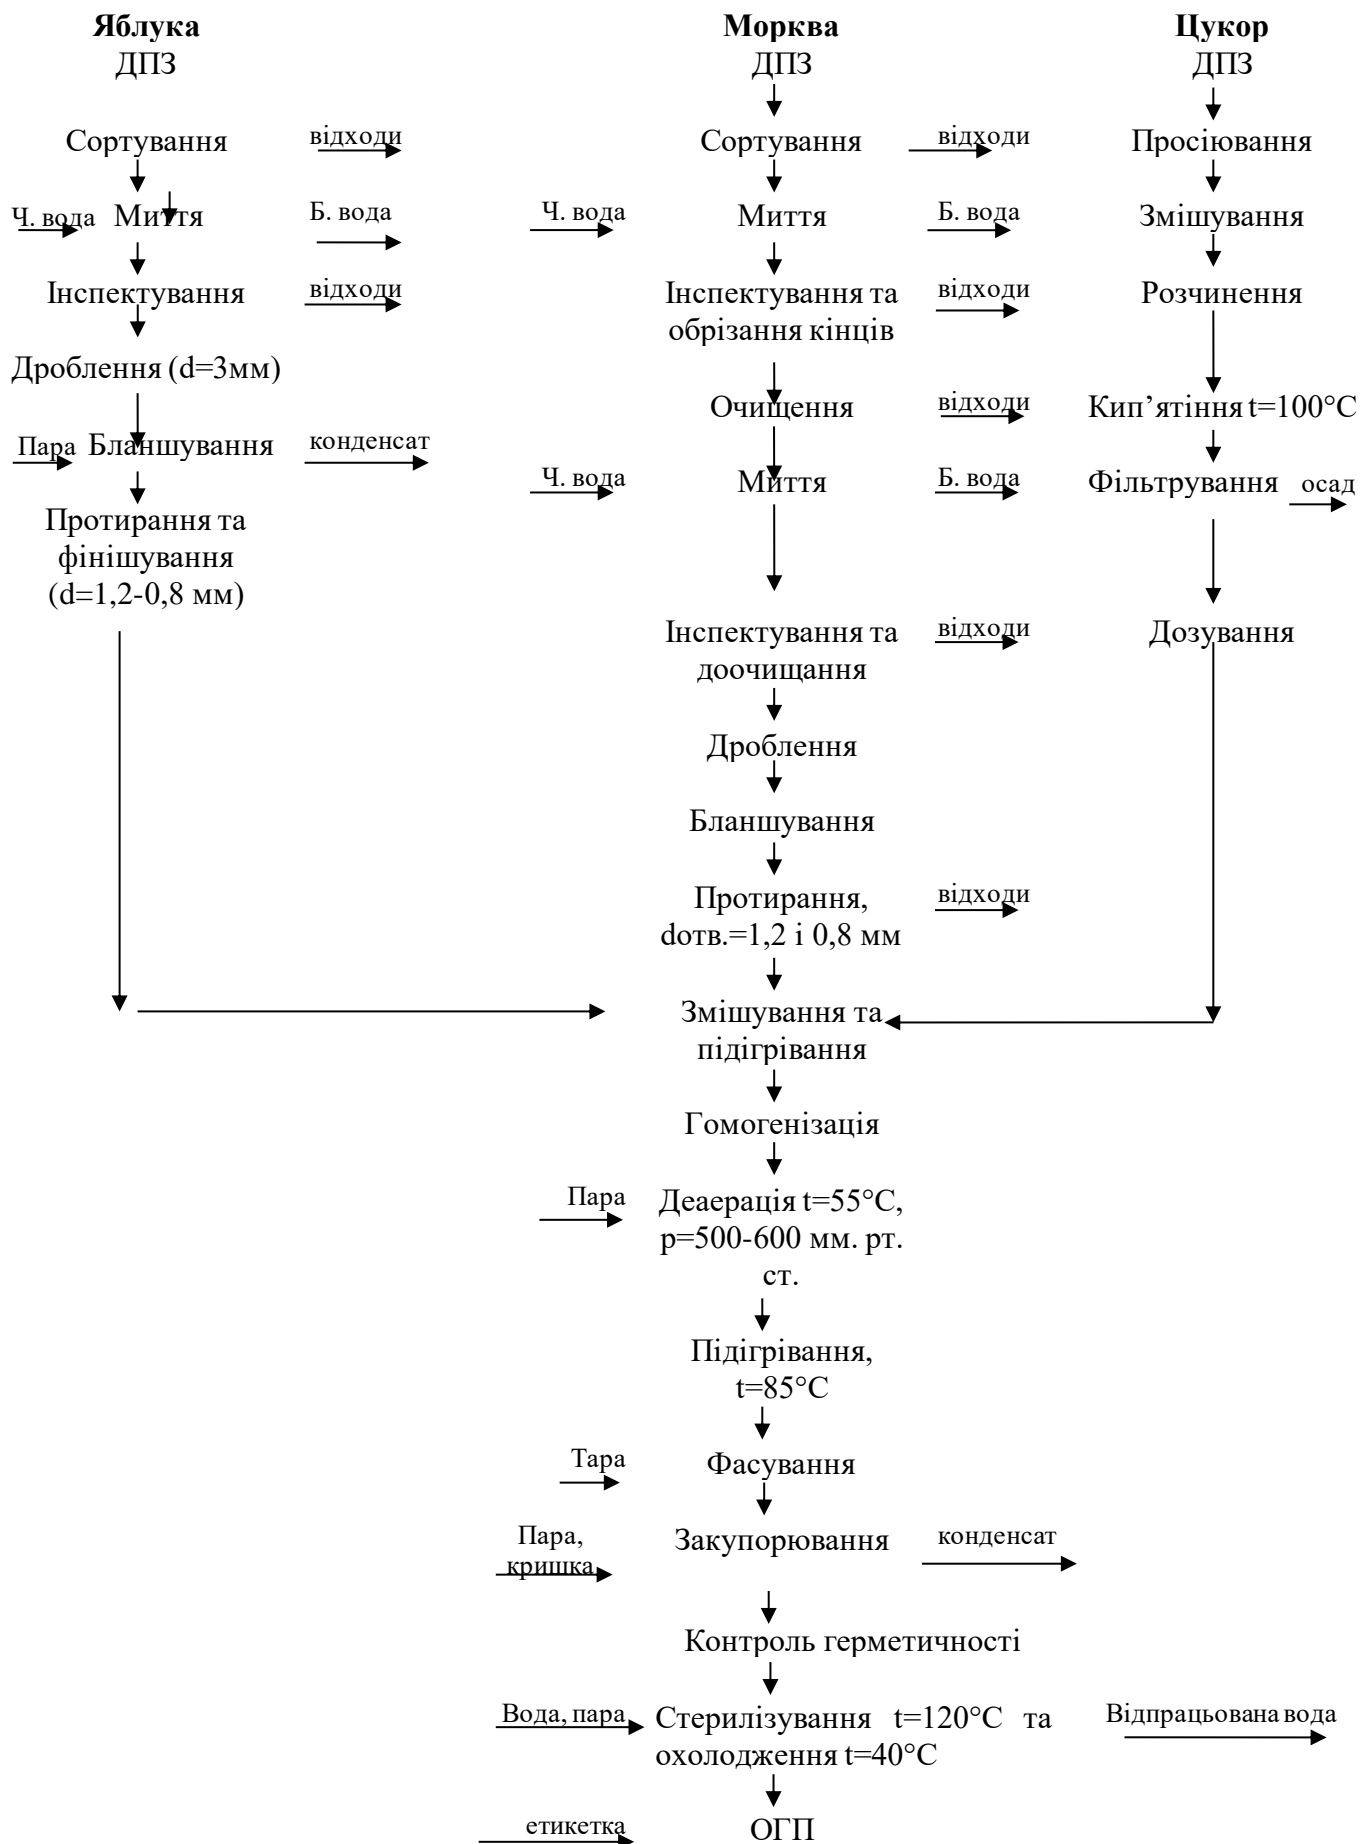 Яблука Морква Цукор
ДПЗ ДПЗ ДПЗ
Сортування відходи Сортування відходи Просіювання
Ч. вода Миття Б. вода Ч. вода Миття Б. вода Змішування
Інспектування відходи Інспектування та відходи Розчинення
обрізання кінців
Дроблення (d=3мм)
Очищення відходи Кип’ятіння t=100°С
Пара Бланшування конденсат
Ч. вода Миття Б. вода Фільтрування осад
Протирання та
фінішування
(d=1,2-0,8 мм)
Інспектування та відходи Дозування
доочищання
Дроблення
Бланшування
Протирання, відходи
dотв.=1,2 і 0,8 мм
Змішування та
підігрівання
Гомогенізація
Пара Деаерація t=55°С,
р=500-600 мм. рт.
ст.
Підігрівання,
t=85°С
Тара Фасування
Пара, Закупорювання конденсат
кришка
Контроль герметичності
Вода, пара Стерилізування t=120°С та Відпрацьована вода
охолодження t=40°С
етикетка ОГП